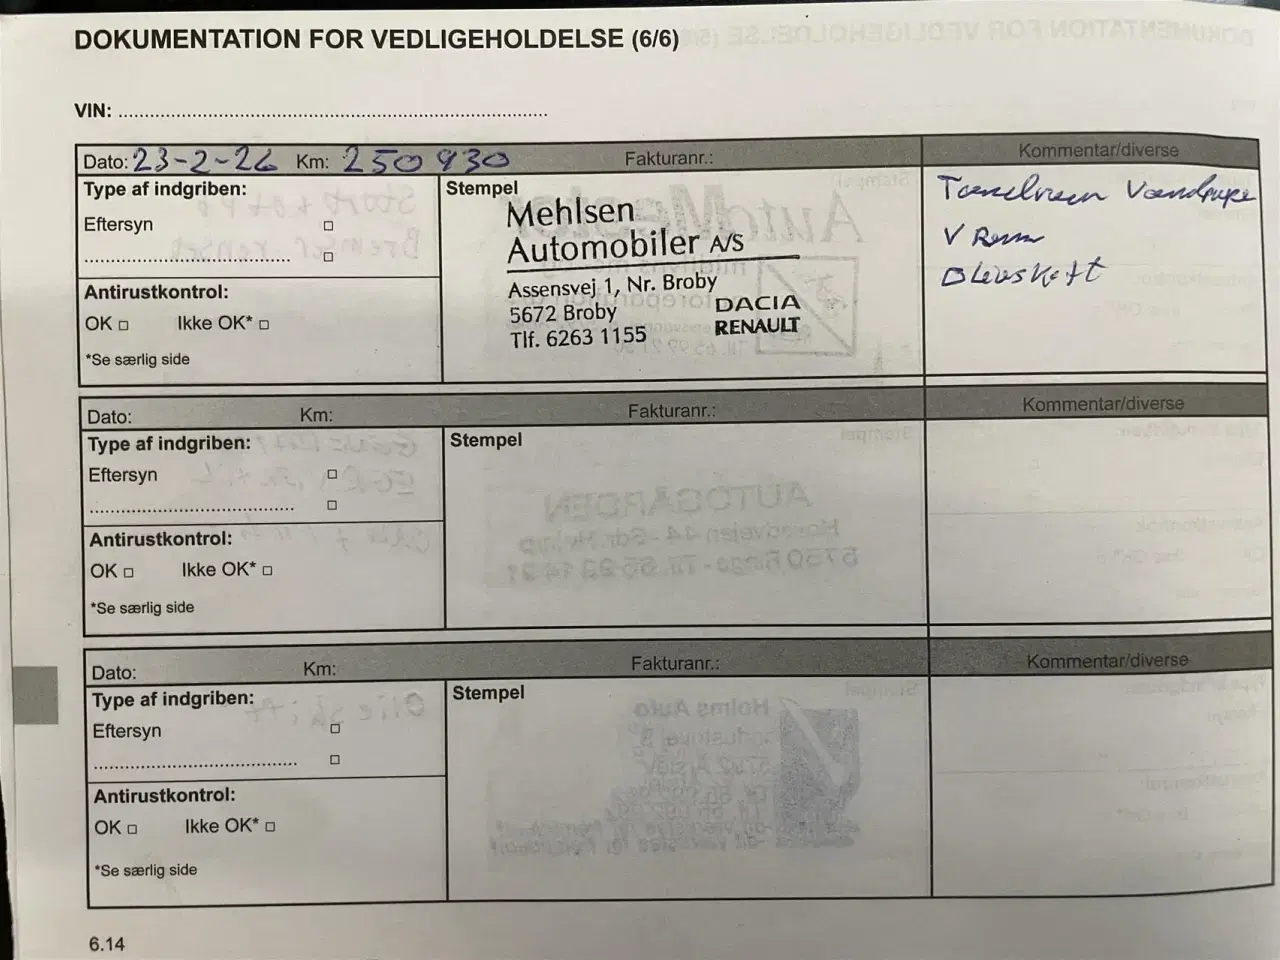 DOKUMENTATION FOR VEDLIGEHOLDELSE (6/6)
VIN:
Dato: 23-2-26 Km: 250 930 Fakturanr.: Kommentar/diverse
Type af indgriben:
Eftersyn
Antirustkontrol:
OK Ikke OK*
*Se særlig side
Stempel
Mehlsen
Automobiler A/S
Assensvej 1, Nr. Broby
5672 Broby
Tlf. 6263 1155
DACIA
RENAULT
Tandrem Vandpumpe
V Rem
Olieskift
Dato: Km: Fakturanr.: Kommentar/diverse
Type af indgriben:
Eftersyn
Antirustkontrol:
OK Ikke OK*
*Se særlig side
Stempel
Dato: Km: Fakturanr.: Kommentar/diverse
Type af indgriben:
Eftersyn
Antirustkontrol:
OK Ikke OK*
*Se særlig side
Stempel
6.14